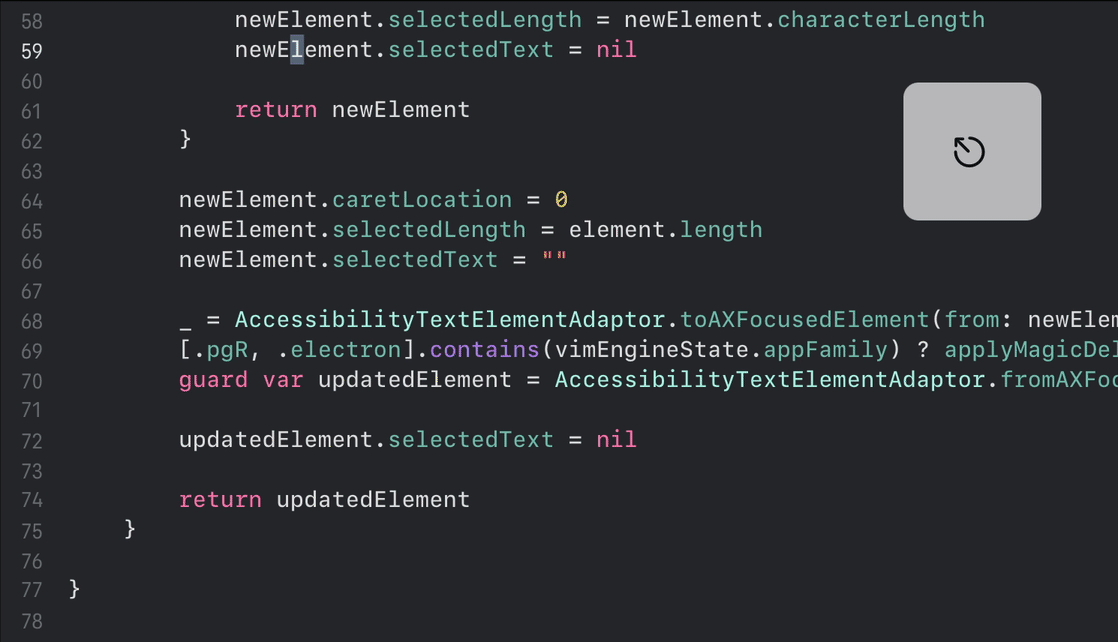 58 newElement.selectedLength = newElement.characterLength
59 newElement.selectedText = nil
60
61 return newElement
62 }
63
64 newElement.caretLocation = 0
65 newElement.selectedLength = element.length
66 newElement.selectedText = ""
67
68 _ = AccessibilityTextElementAdaptor.toAXFocusedElement(from: newElem
69 [.pgR, .electron].contains(vimEngineState.appFamily) ? applyMagicDel
70 guard var updatedElement = AccessibilityTextElementAdaptor.fromAXFoc
71
72 updatedElement.selectedText = nil
73
74 return updatedElement
75 }
76
77 }
78